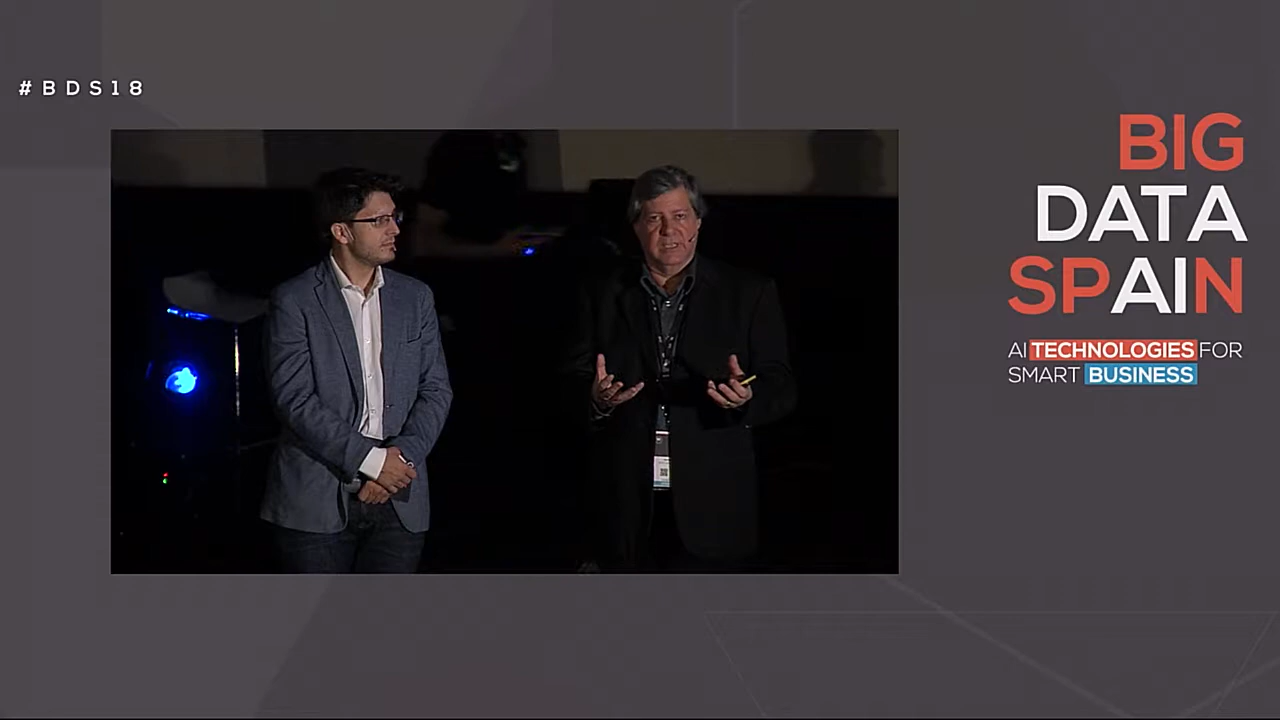 #BDS18
BIG
DATA
SPAIN
AI TECHNOLOGIES FOR
SMART BUSINESS